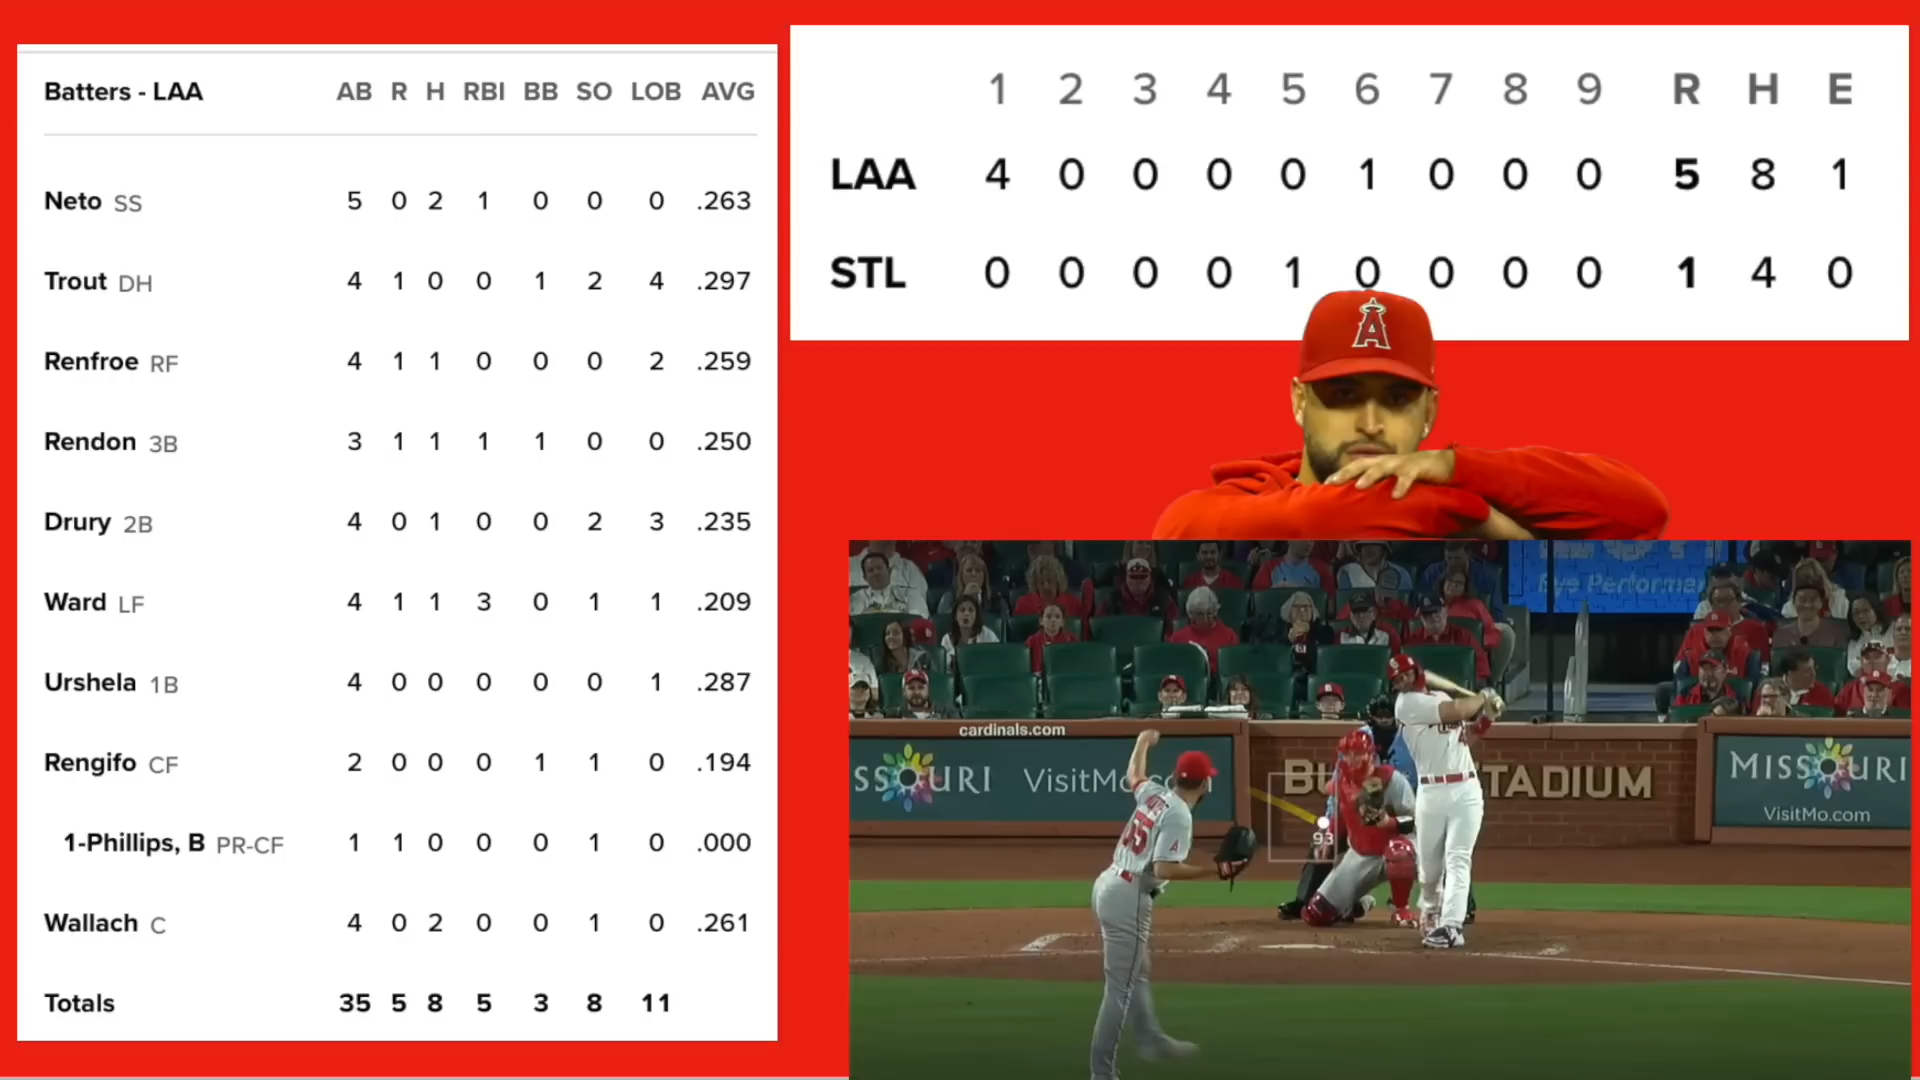 Batters - LAA AB R H RBI BB SO LOB AVG
Neto SS 5 0 2 1 0 0 0 .263
Trout DH 4 1 0 0 1 2 4 .297
Renfroe RF 4 1 1 0 0 0 2 .259
Rendon 3B 3 1 1 1 1 0 0 .250
Drury 2B 4 0 1 0 0 2 3 .235
Ward LF 4 1 1 3 0 1 1 .209
Urshela 1B 4 0 0 0 0 0 1 .287
Rengifo CF 2 0 0 0 1 1 0 .194
1-Phillips, B PR-CF 1 1 0 0 0 1 0 .000
Wallach C 4 0 2 0 0 1 0 .261
Totals 35 5 8 5 3 8 11
1 2 3 4 5 6 7 8 9 R H E
LAA 4 0 0 0 0 1 0 0 0 5 8 1
STL 0 0 0 0 1 0 0 0 0 1 4 0
A
Eye Performan
cardinals.com
SSOURI VisitMo.co
BU STADIUM
MISSOURI
VisitMo.com
93